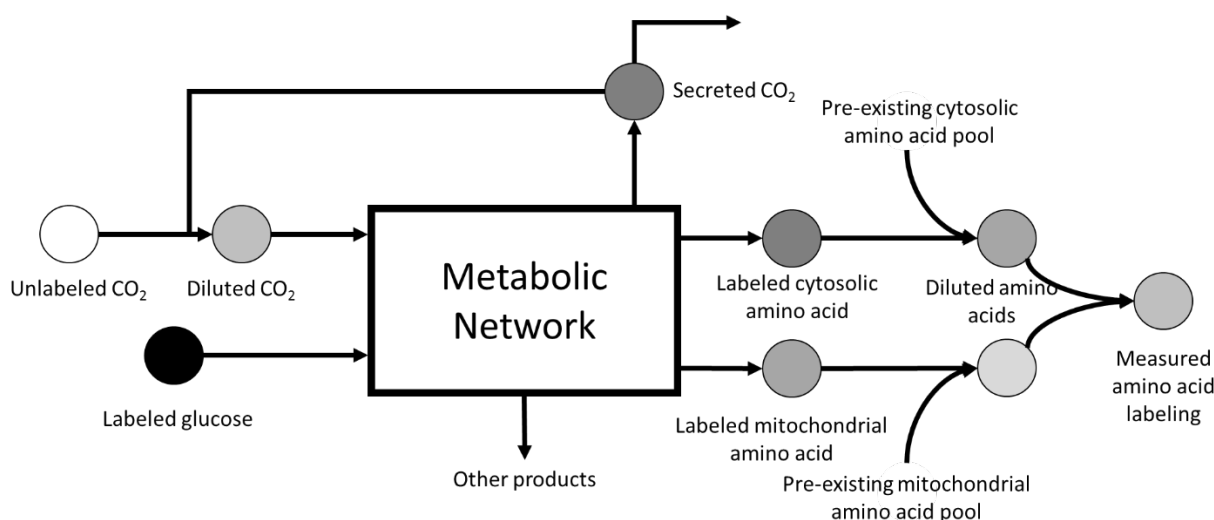 Secreted CO₂
Pre-existing cytosolic
amino acid pool
Unlabeled CO₂
Diluted CO₂
Metabolic
Network
Labeled cytosolic
amino acid
Diluted amino
acids
Labeled glucose
Measured
amino acid
labeling
Labeled mitochondrial
amino acid
Other products
Pre-existing mitochondrial
amino acid pool